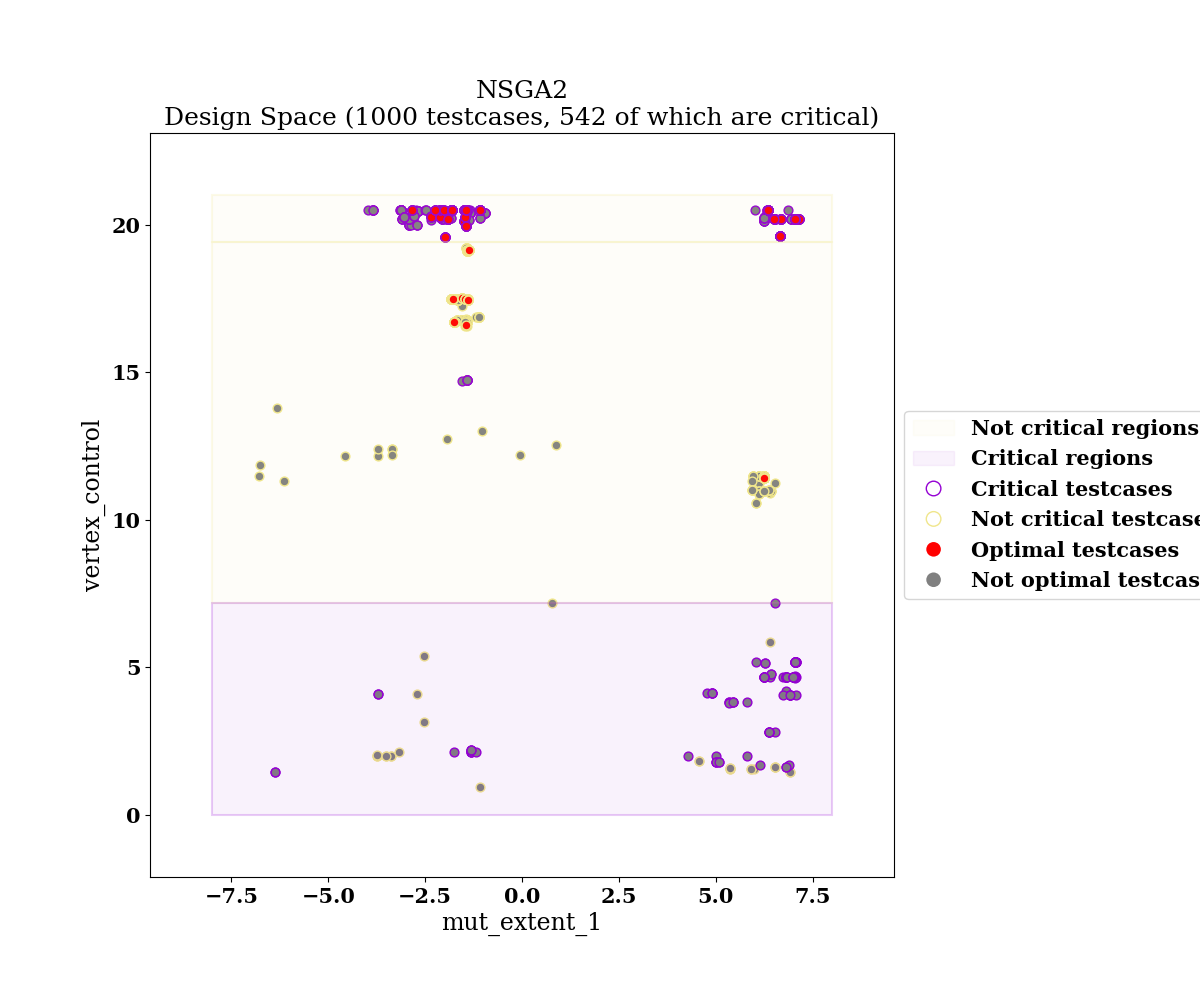 NSGA2
Design Space (1000 testcases, 542 of which are critical)
20
15
10
5
0
vertex_control
−7.5
−5.0
−2.5
0.0
2.5
5.0
7.5
mut_extent_1
Not critical regions
Critical regions
Critical testcases
Not critical testcase
Optimal testcases
Not optimal testcas